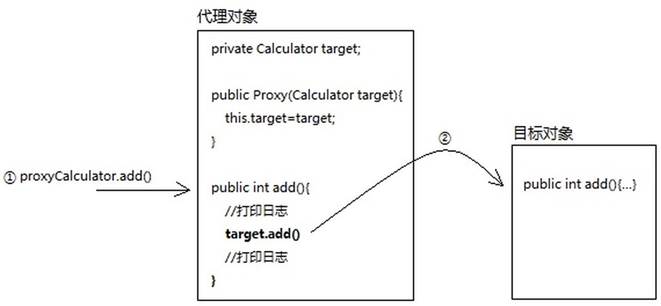 代理对象
private Calculator target;
public Proxy(Calculator target){
this.target=target;
}
① proxyCalculator.add()
public int add(){
//打印日志
target.add()
//打印日志
}
②
目标对象
public int add(){...}